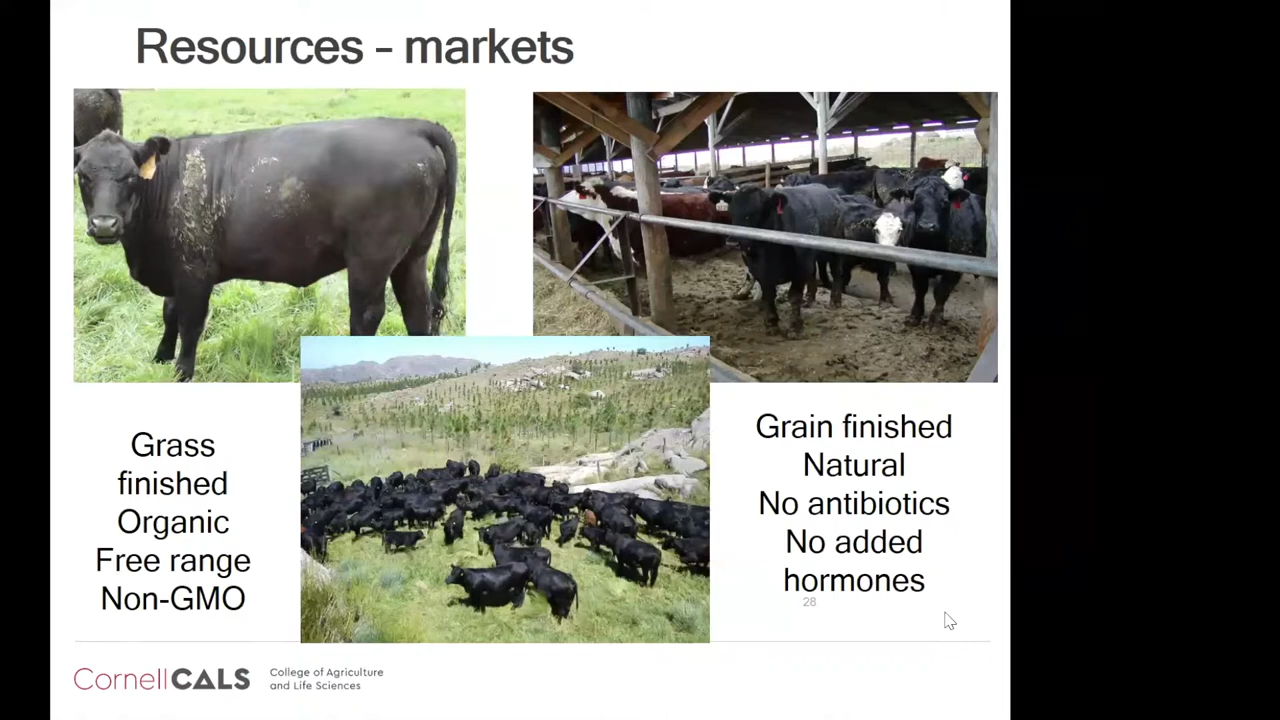 Resources – markets
Grass
finished
Organic
Free range
Non-GMO
Grain finished
Natural
No antibiotics
No added
hormones
28
CornellCALS
College of Agriculture
and Life Sciences